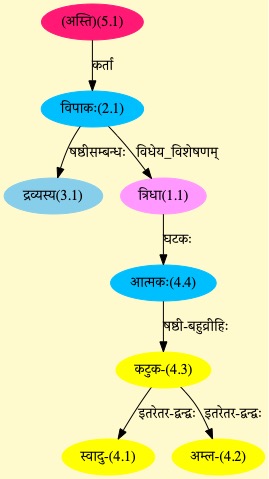 (अस्ति)(5.1)
कर्ता
विपाकः(2.1)
षष्ठीसम्बन्धः विधेय_विशेषणम्
द्रव्यस्य(3.1) त्रिधा(1.1)
घटकः
आत्मकः(4.4)
षष्ठी-बहुव्रीहिः
कटुक-(4.3)
इतरेतर-द्वन्द्वः इतरेतर-द्वन्द्वः
स्वादु-(4.1) अम्ल-(4.2)